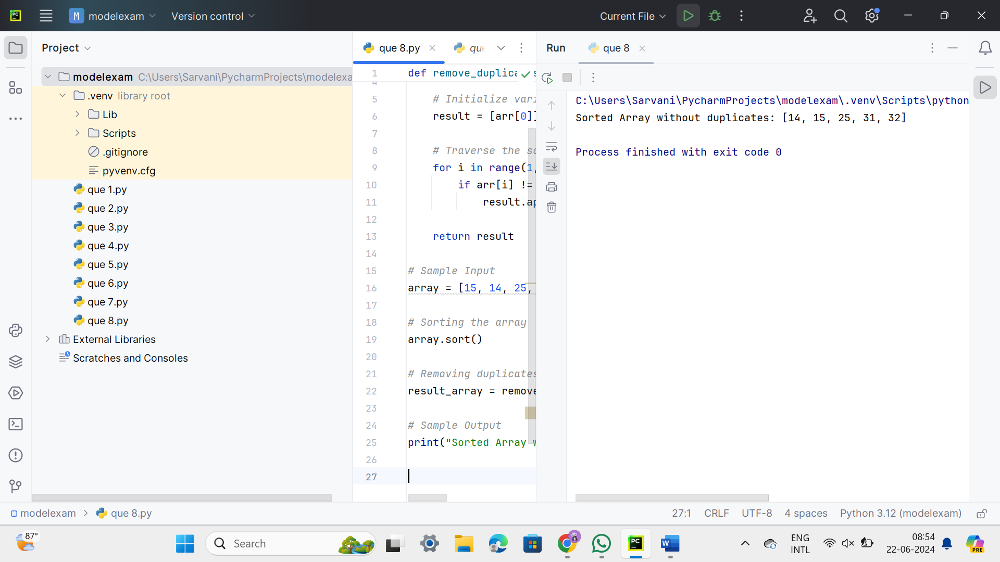 PC
M modelexam
Version control
Current File
Project
que 8.py
Run
que 8
modelexam C:\Users\Sarvani\PycharmProjects\modelexa
.venv library root
Lib
Scripts
.gitignore
pyvenv.cfg
que 1.py
que 2.py
que 3.py
que 4.py
que 5.py
que 6.py
que 7.py
que 8.py
External Libraries
Scratches and Consoles
1 def remove_duplica
4
5 # Initialize vari
6 result = [arr[0]]
7
8 # Traverse the so
9 for i in range(1,
10 if arr[i] !=
11 result.ap
12
13 return result
14
15 # Sample Input
16 array = [15, 14, 25,
17
18 # Sorting the array
19 array.sort()
20
21 # Removing duplicates
22 result_array = remove
23
24 # Sample Output
25 print("Sorted Array w
26
27
C:\Users\Sarvani\PycharmProjects\modelexam\.venv\Scripts\python
Sorted Array without duplicates: [14, 15, 25, 31, 32]
Process finished with exit code 0
modelexam > que 8.py
27:1 CRLF UTF-8 4 spaces Python 3.12 (modelexam)
87°
Search
PC
W
ENG
INTL
08:54
22-06-2024
PRE